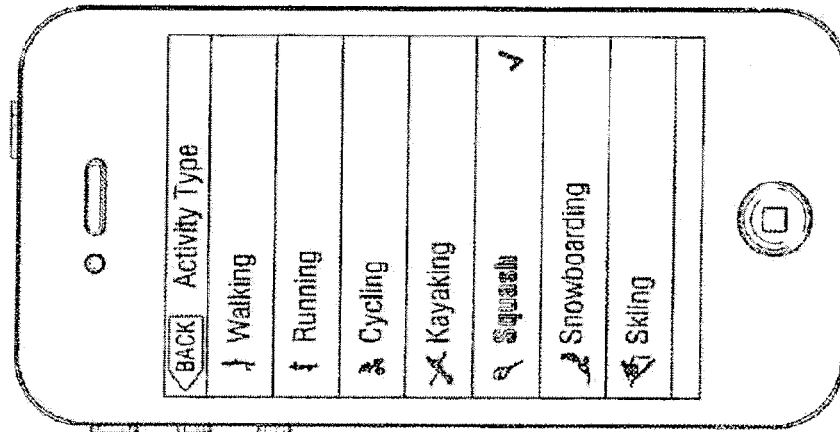 BACK Activity Type
Walking
Running
Cycling
Kayaking
Squash
Snowboarding
Skiing